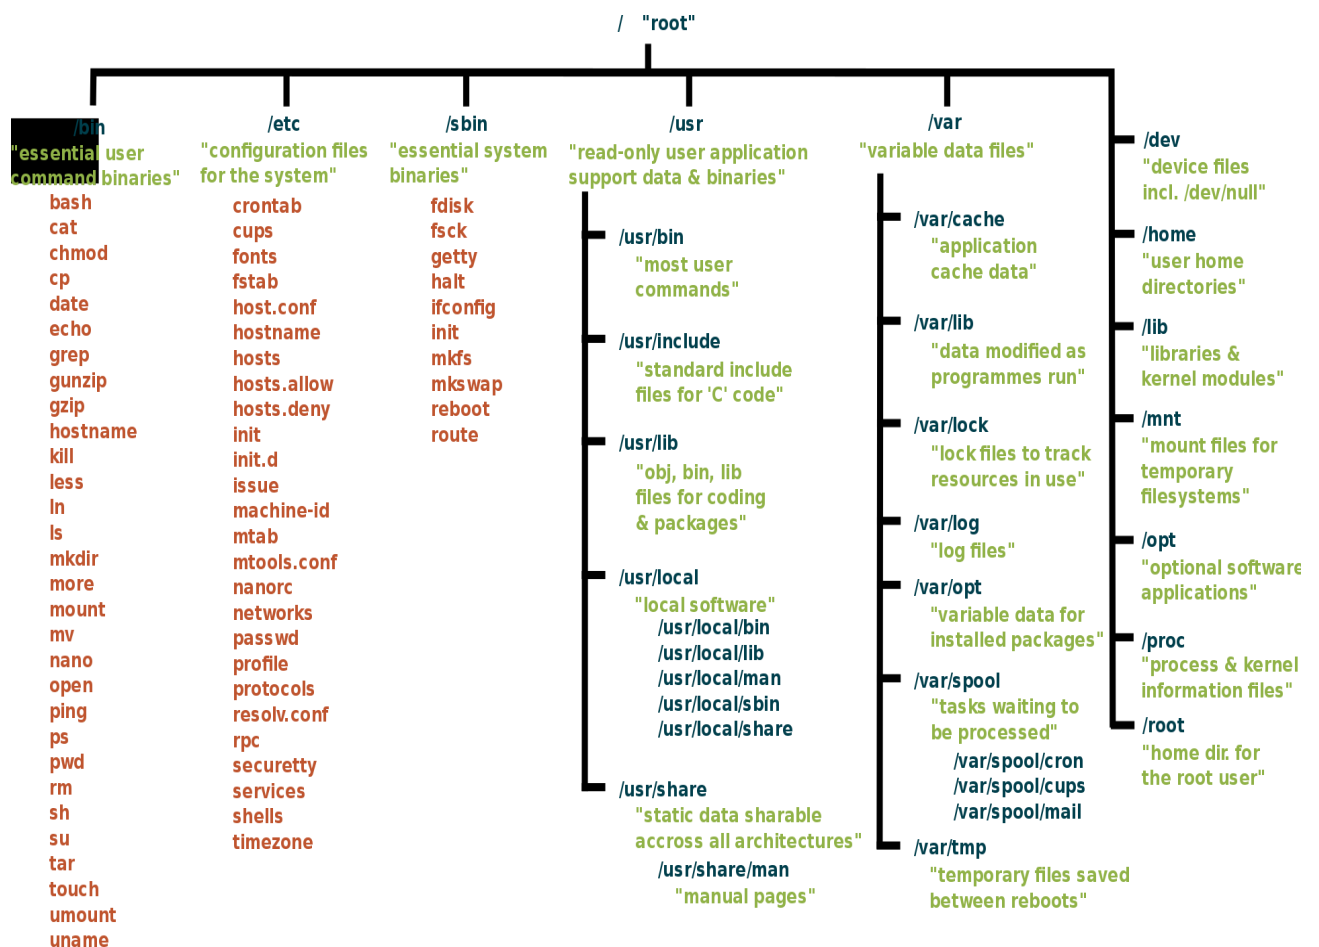 / "root"
/bin
"essential user
command binaries"
bash
cat
chmod
cp
date
echo
grep
gunzip
gzip
hostname
kill
less
ln
ls
mkdir
more
mount
mv
nano
open
ping
ps
pwd
rm
sh
su
tar
touch
umount
uname
/etc
"configuration files
for the system"
crontab
cups
fonts
fstab
host.conf
hostname
hosts
hosts.allow
hosts.deny
init
init.d
issue
machine-id
mtab
mtools.conf
nanorc
networks
passwd
profile
protocols
resolv.conf
rpc
securetty
services
shells
timezone
/sbin
"essential system
binaries"
fdisk
fsck
getty
halt
ifconfig
init
mkfs
mkswap
reboot
route
/usr
"read-only user application
support data & binaries"
/usr/bin
"most user
commands"
/usr/include
"standard include
files for 'C' code"
/usr/lib
"obj, bin, lib
files for coding
& packages"
/usr/local
"local software"
/usr/local/bin
/usr/local/lib
/usr/local/man
/usr/local/sbin
/usr/local/share
/usr/share
"static data sharable
accross all architectures"
/usr/share/man
"manual pages"
/var
"variable data files"
/var/cache
"application
cache data"
/var/lib
"data modified as
programmes run"
/var/lock
"lock files to track
resources in use"
/var/log
"log files"
/var/opt
"variable data for
installed packages"
/var/spool
"tasks waiting to
be processed"
/var/spool/cron
/var/spool/cups
/var/spool/mail
/var/tmp
"temporary files saved
between reboots"
/dev
"device files
incl. /dev/null"
/home
"user home
directories"
/lib
"libraries &
kernel modules"
/mnt
"mount files for
temporary
filesystems"
/opt
"optional software
applications"
/proc
"process & kernel
information files"
/root
"home dir. for
the root user"